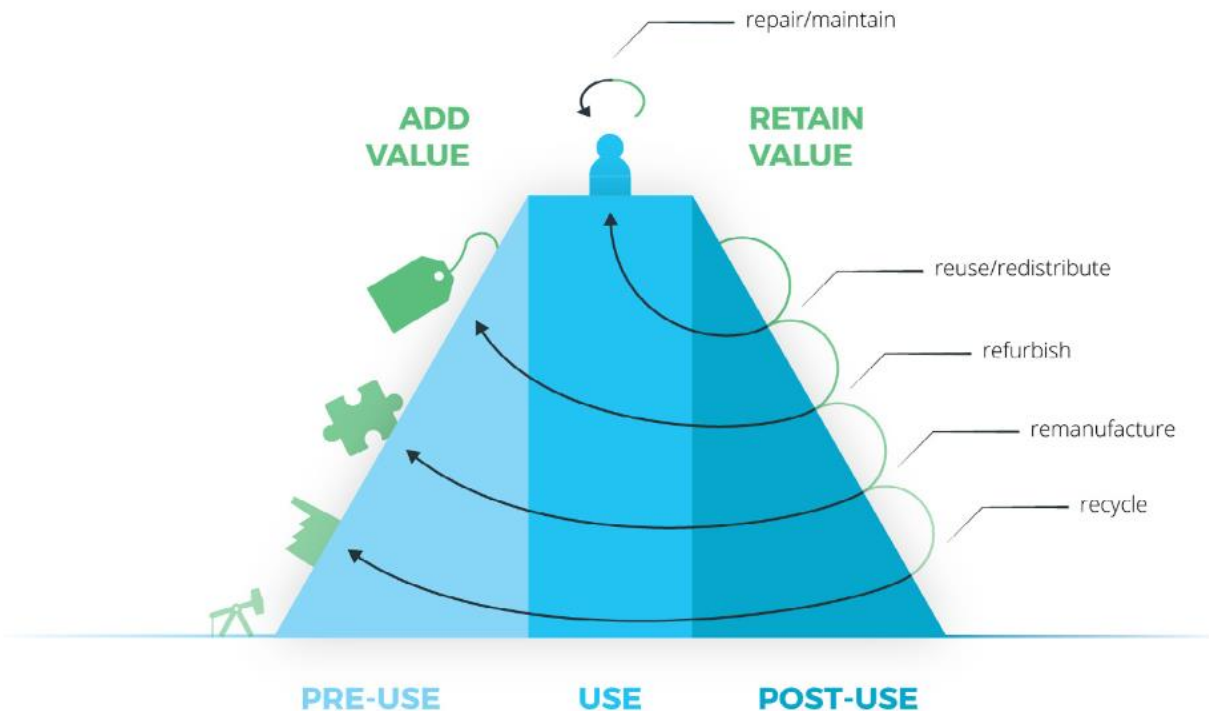 repair/maintain
ADD
VALUE
RETAIN
VALUE
reuse/redistribute
refurbish
remanufacture
recycle
PRE-USE
USE
POST-USE